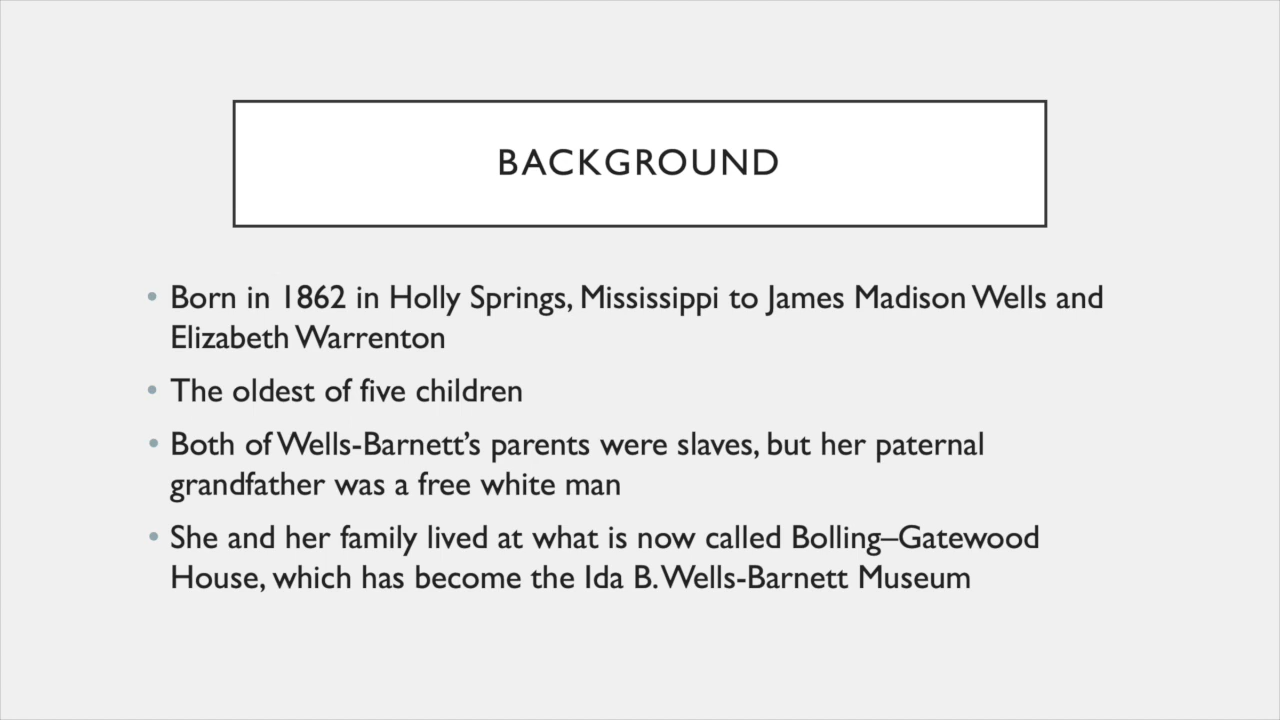 BACKGROUND
• Born in 1862 in Holly Springs, Mississippi to James Madison Wells and
Elizabeth Warrenton
• The oldest of five children
• Both of Wells-Barnett’s parents were slaves, but her paternal
grandfather was a free white man
• She and her family lived at what is now called Bolling–Gatewood
House, which has become the Ida B. Wells-Barnett Museum